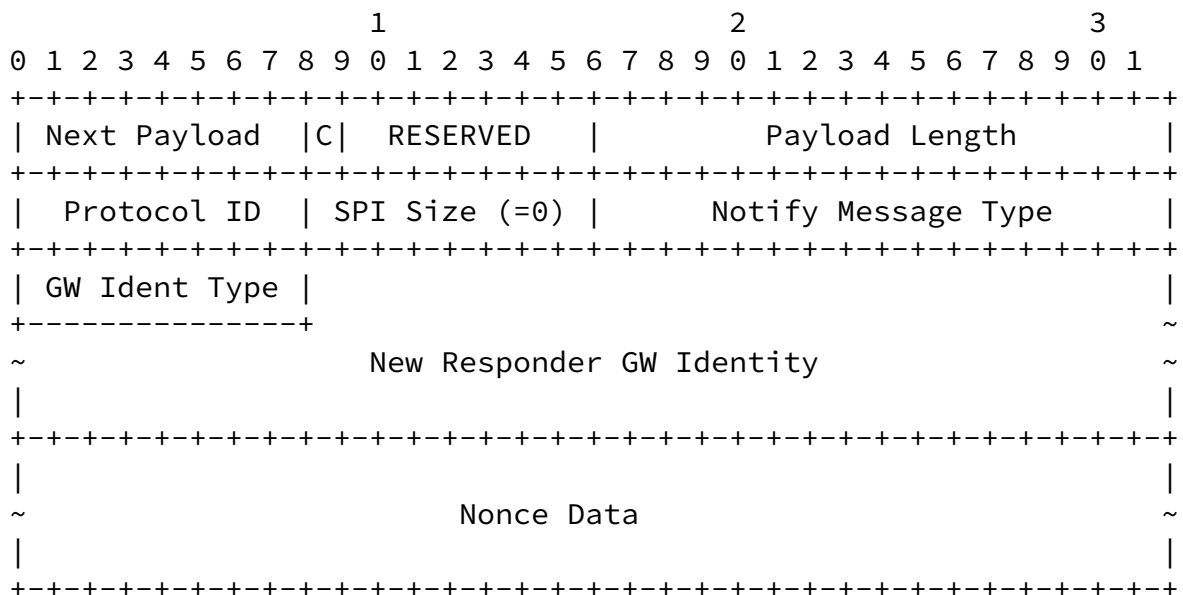 1                   2                   3
0 1 2 3 4 5 6 7 8 9 0 1 2 3 4 5 6 7 8 9 0 1 2 3 4 5 6 7 8 9 0 1
+-+-+-+-+-+-+-+-+-+-+-+-+-+-+-+-+-+-+-+-+-+-+-+-+-+-+-+-+-+-+-+-+
| Next Payload  |C|  RESERVED   |         Payload Length        |
+-+-+-+-+-+-+-+-+-+-+-+-+-+-+-+-+-+-+-+-+-+-+-+-+-+-+-+-+-+-+-+-+
|  Protocol ID  | SPI Size (=0) |      Notify Message Type      |
+-+-+-+-+-+-+-+-+-+-+-+-+-+-+-+-+-+-+-+-+-+-+-+-+-+-+-+-+-+-+-+-+
| GW Ident Type |                                               |
+---------------+                                               ~
~                   New Responder GW Identity                   ~
|                                                               |
+-+-+-+-+-+-+-+-+-+-+-+-+-+-+-+-+-+-+-+-+-+-+-+-+-+-+-+-+-+-+-+-+
|                                                               |
~                        Nonce Data                             ~
|                                                               |
+-+-+-+-+-+-+-+-+-+-+-+-+-+-+-+-+-+-+-+-+-+-+-+-+-+-+-+-+-+-+-+-+